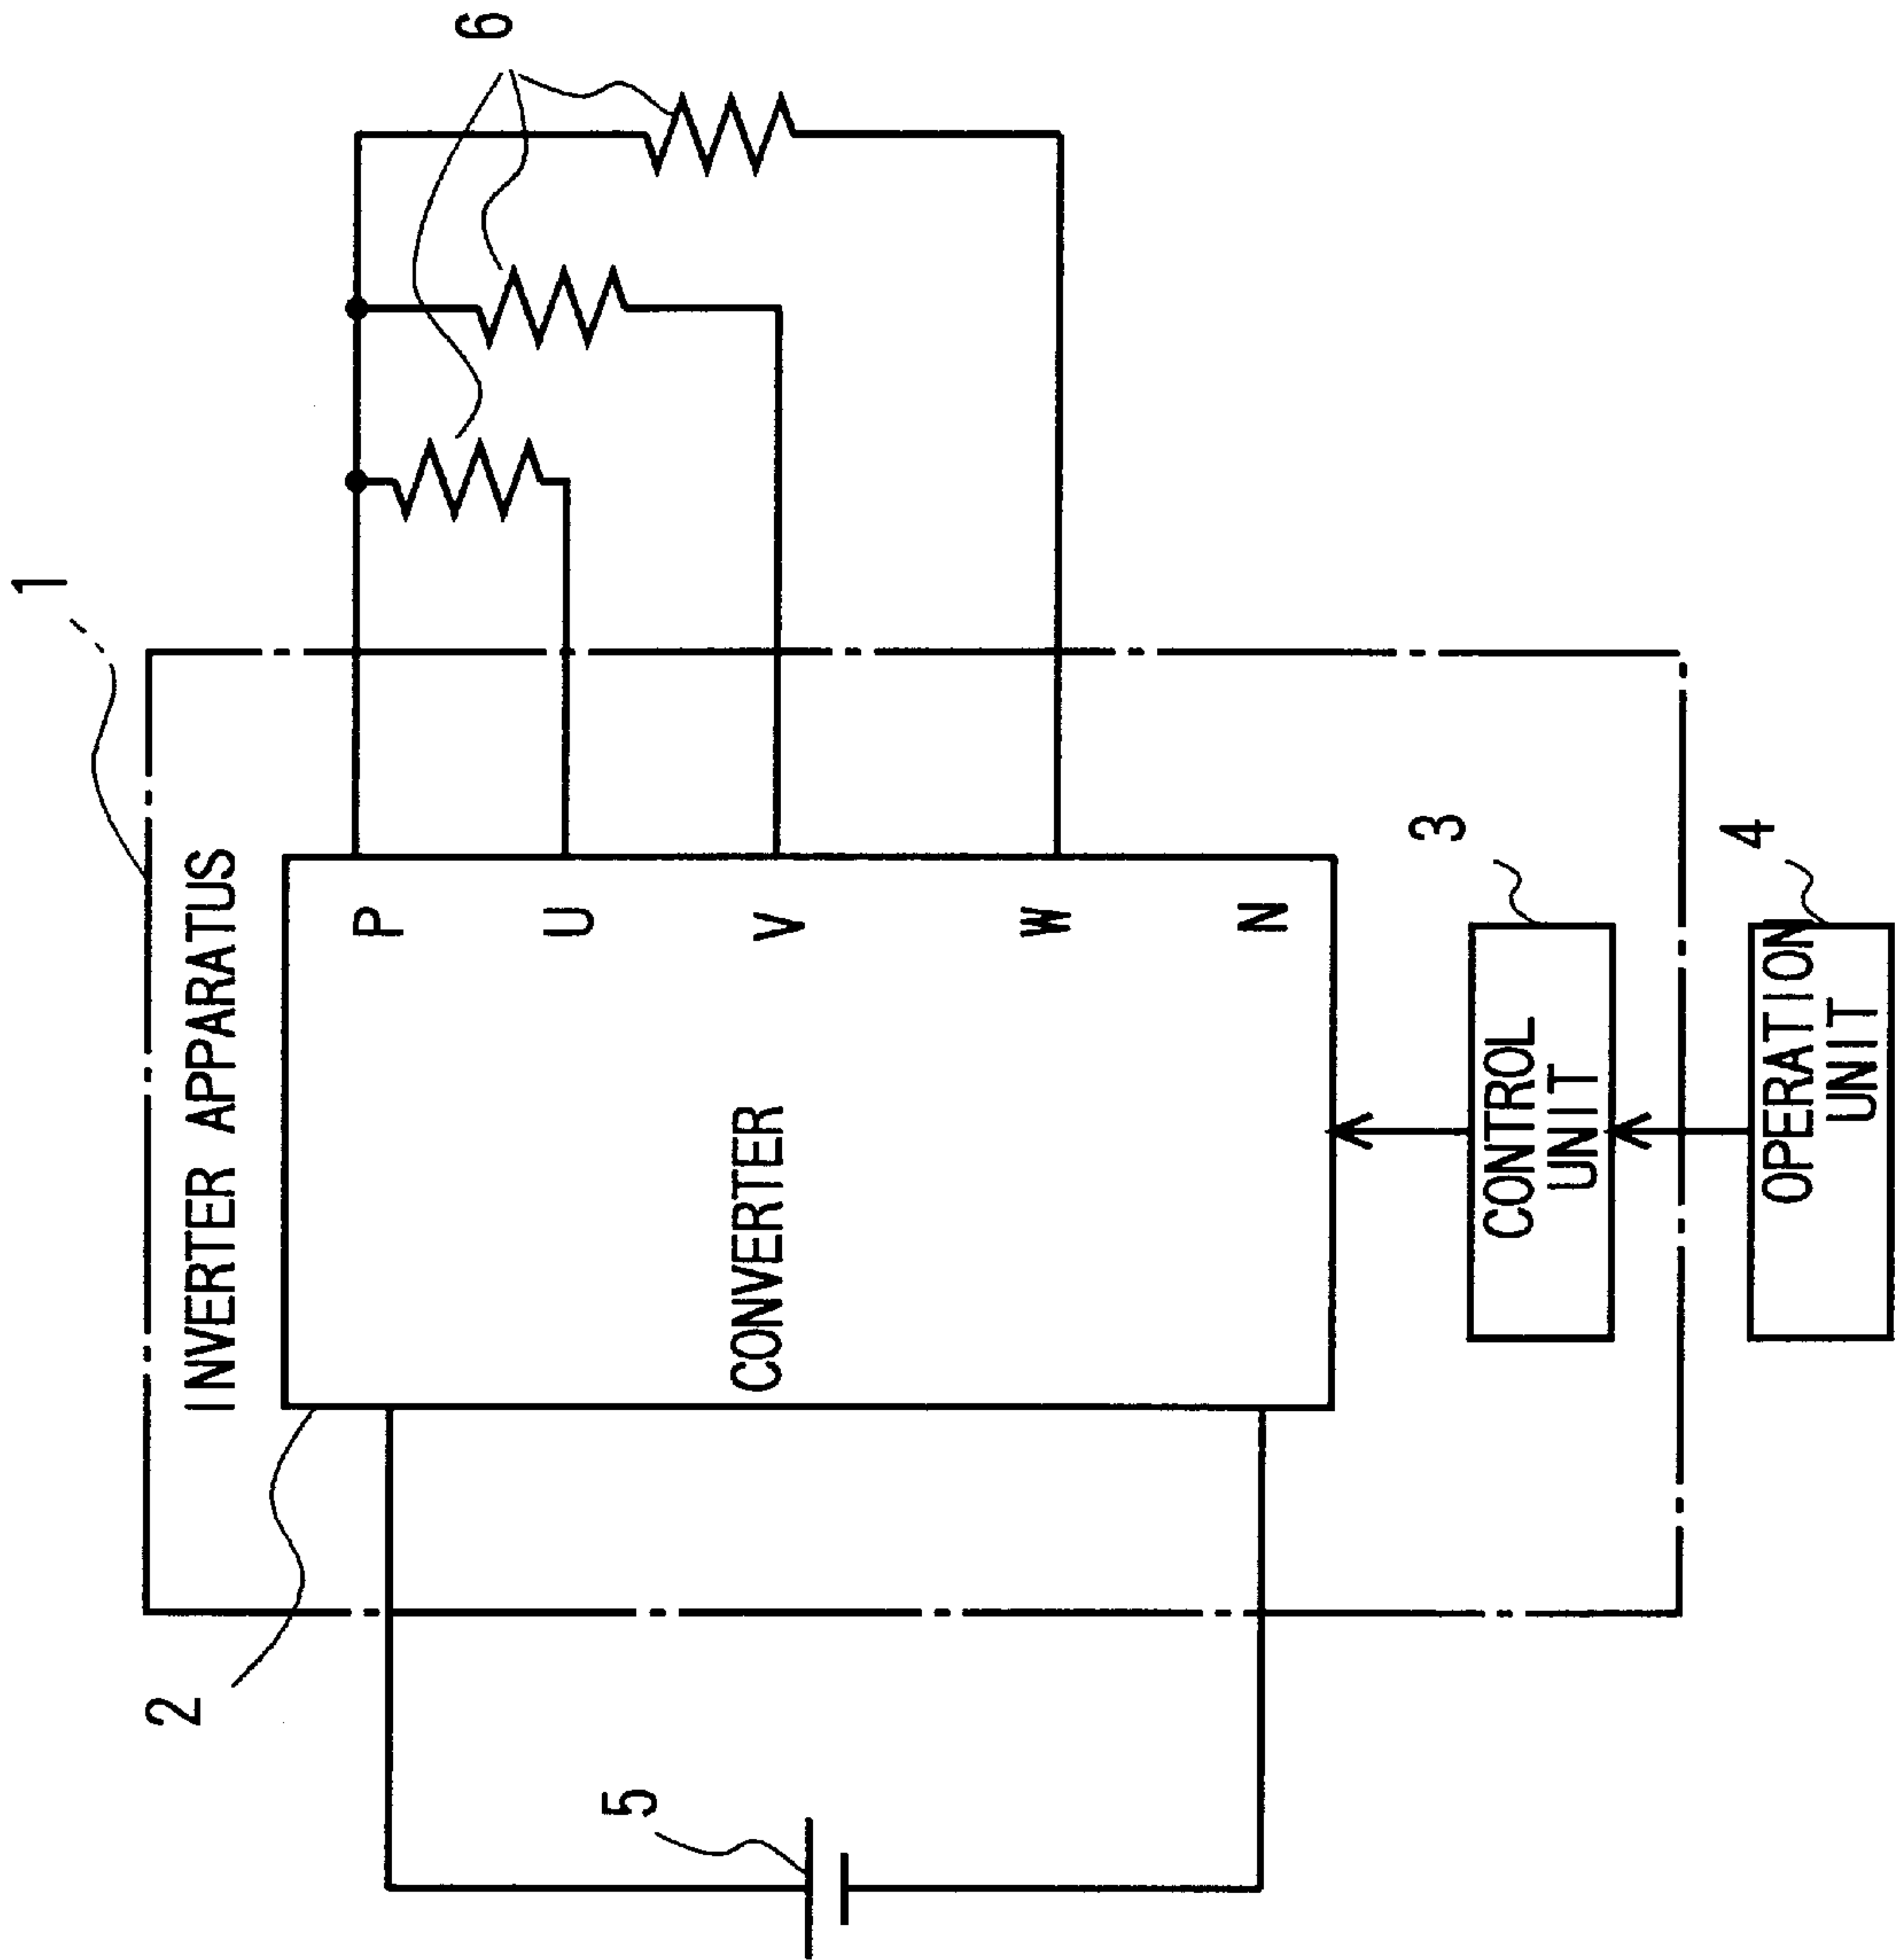 1
INVERTER APPARATUS
2
CONVERTER
P
U
V
W
N
6
5
3
CONTROL
UNIT
4
OPERATION
UNIT